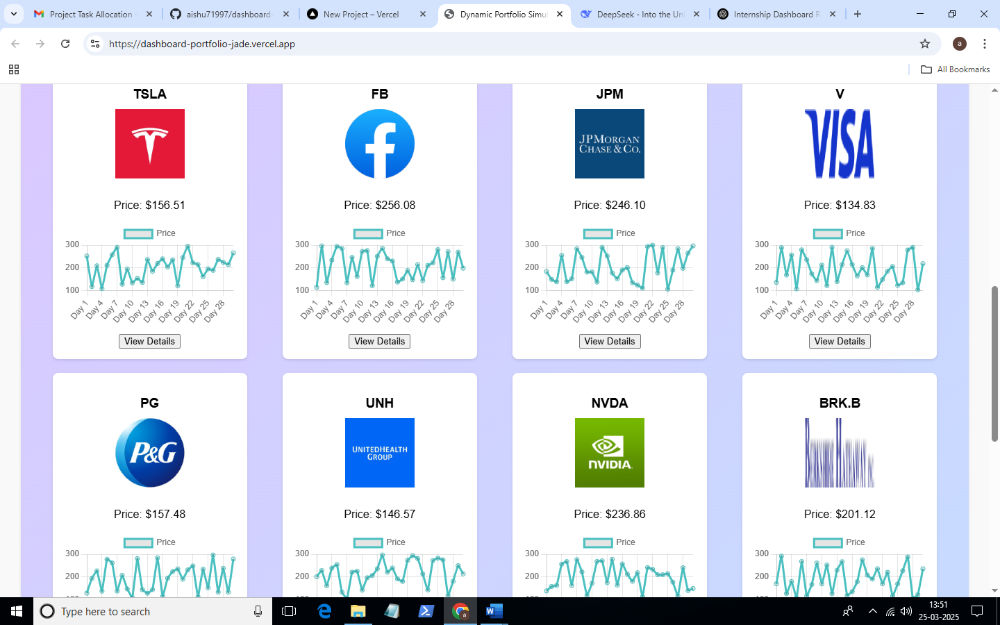 Project Task Allocation -
aishu71997/dashboard-
New Project – Vercel
Dynamic Portfolio Simul
DeepSeek - Into the Un
Internship Dashboard R
https://dashboard-portfolio-jade.vercel.app
a
All Bookmarks
TSLA
FB
JPM
V
JPMORGAN
CHASE & CO.
VISA
Price: $156.51
Price: $256.08
Price: $246.10
Price: $134.83
Price
Price
Price
Price
300
200
100
Day 1
Day 4
Day 7
Day 10
Day 13
Day 16
Day 19
Day 22
Day 25
Day 28
300
200
100
Day 1
Day 4
Day 7
Day 10
Day 13
Day 16
Day 19
Day 22
Day 25
Day 28
300
200
100
Day 1
Day 4
Day 7
Day 10
Day 13
Day 16
Day 19
Day 22
Day 25
Day 28
300
200
100
Day 1
Day 4
Day 7
Day 10
Day 13
Day 16
Day 19
Day 22
Day 25
Day 28
View Details
View Details
View Details
View Details
PG
UNH
NVDA
BRK.B
P&G
UNITEDHEALTH
GROUP
NVIDIA
BERKSHIRE HATHAWAY INC.
Price: $157.48
Price: $146.57
Price: $236.86
Price: $201.12
Price
Price
Price
Price
300
200
100
300
200
100
300
200
100
300
200
100
Type here to search
a
13:51
25-03-2025